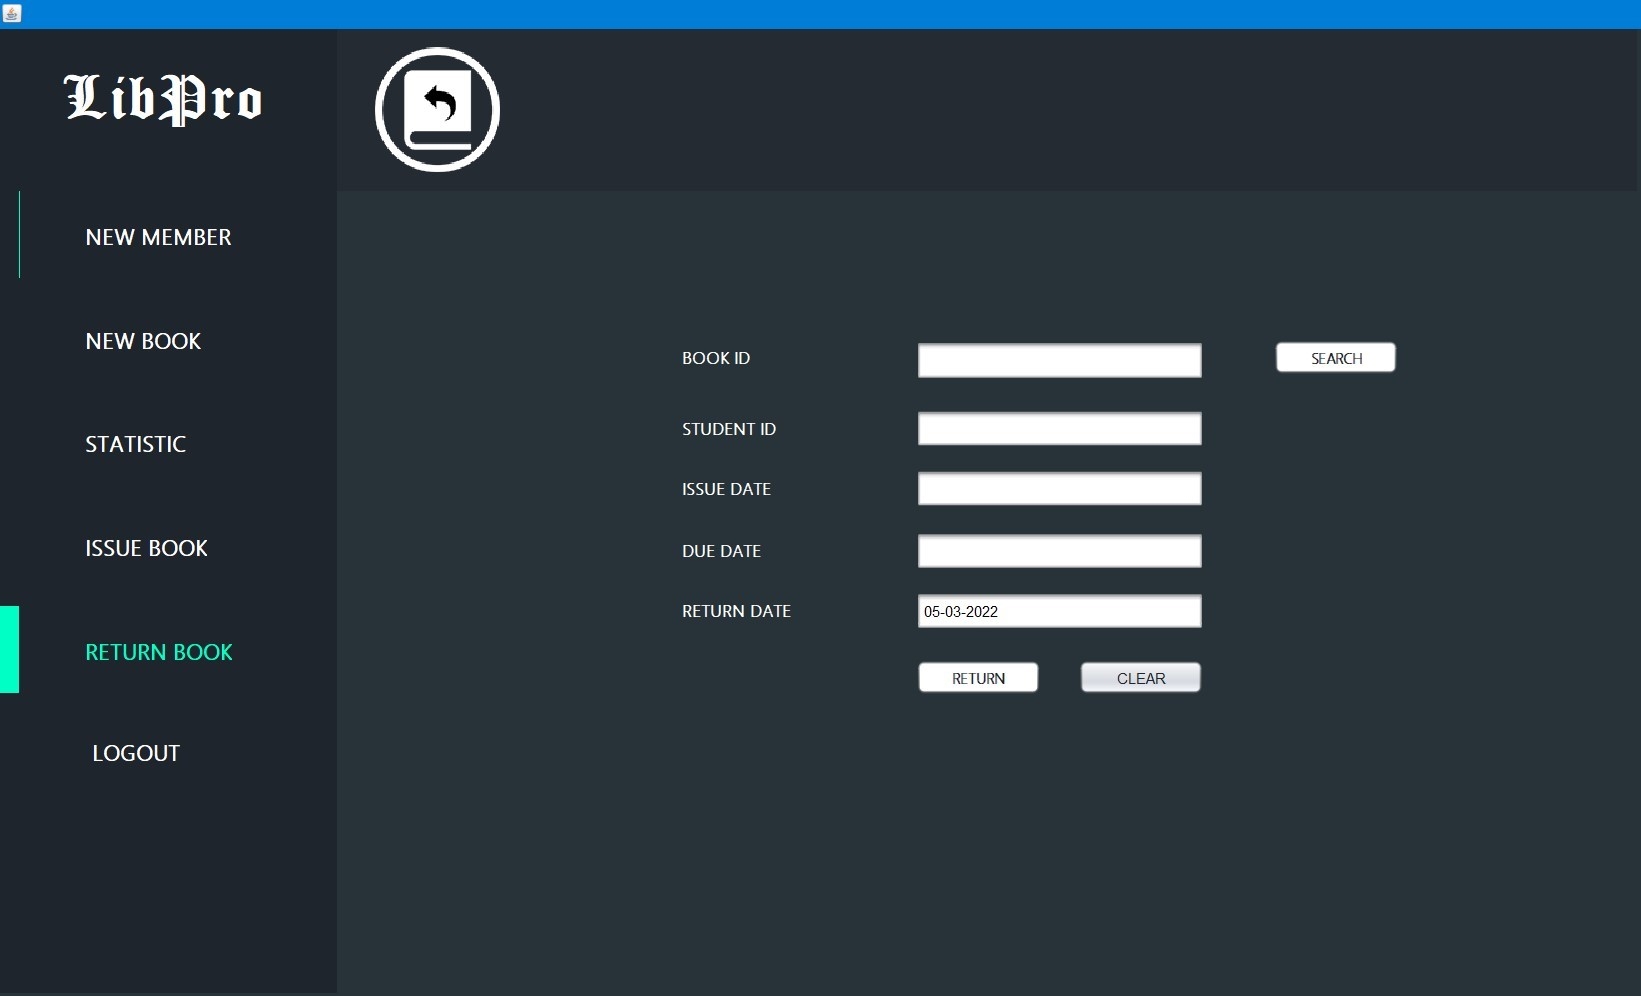 LibPro
NEW MEMBER
NEW BOOK
STATISTIC
ISSUE BOOK
RETURN BOOK
LOGOUT
BOOK ID
SEARCH
STUDENT ID
ISSUE DATE
DUE DATE
RETURN DATE 05-03-2022
RETURN CLEAR